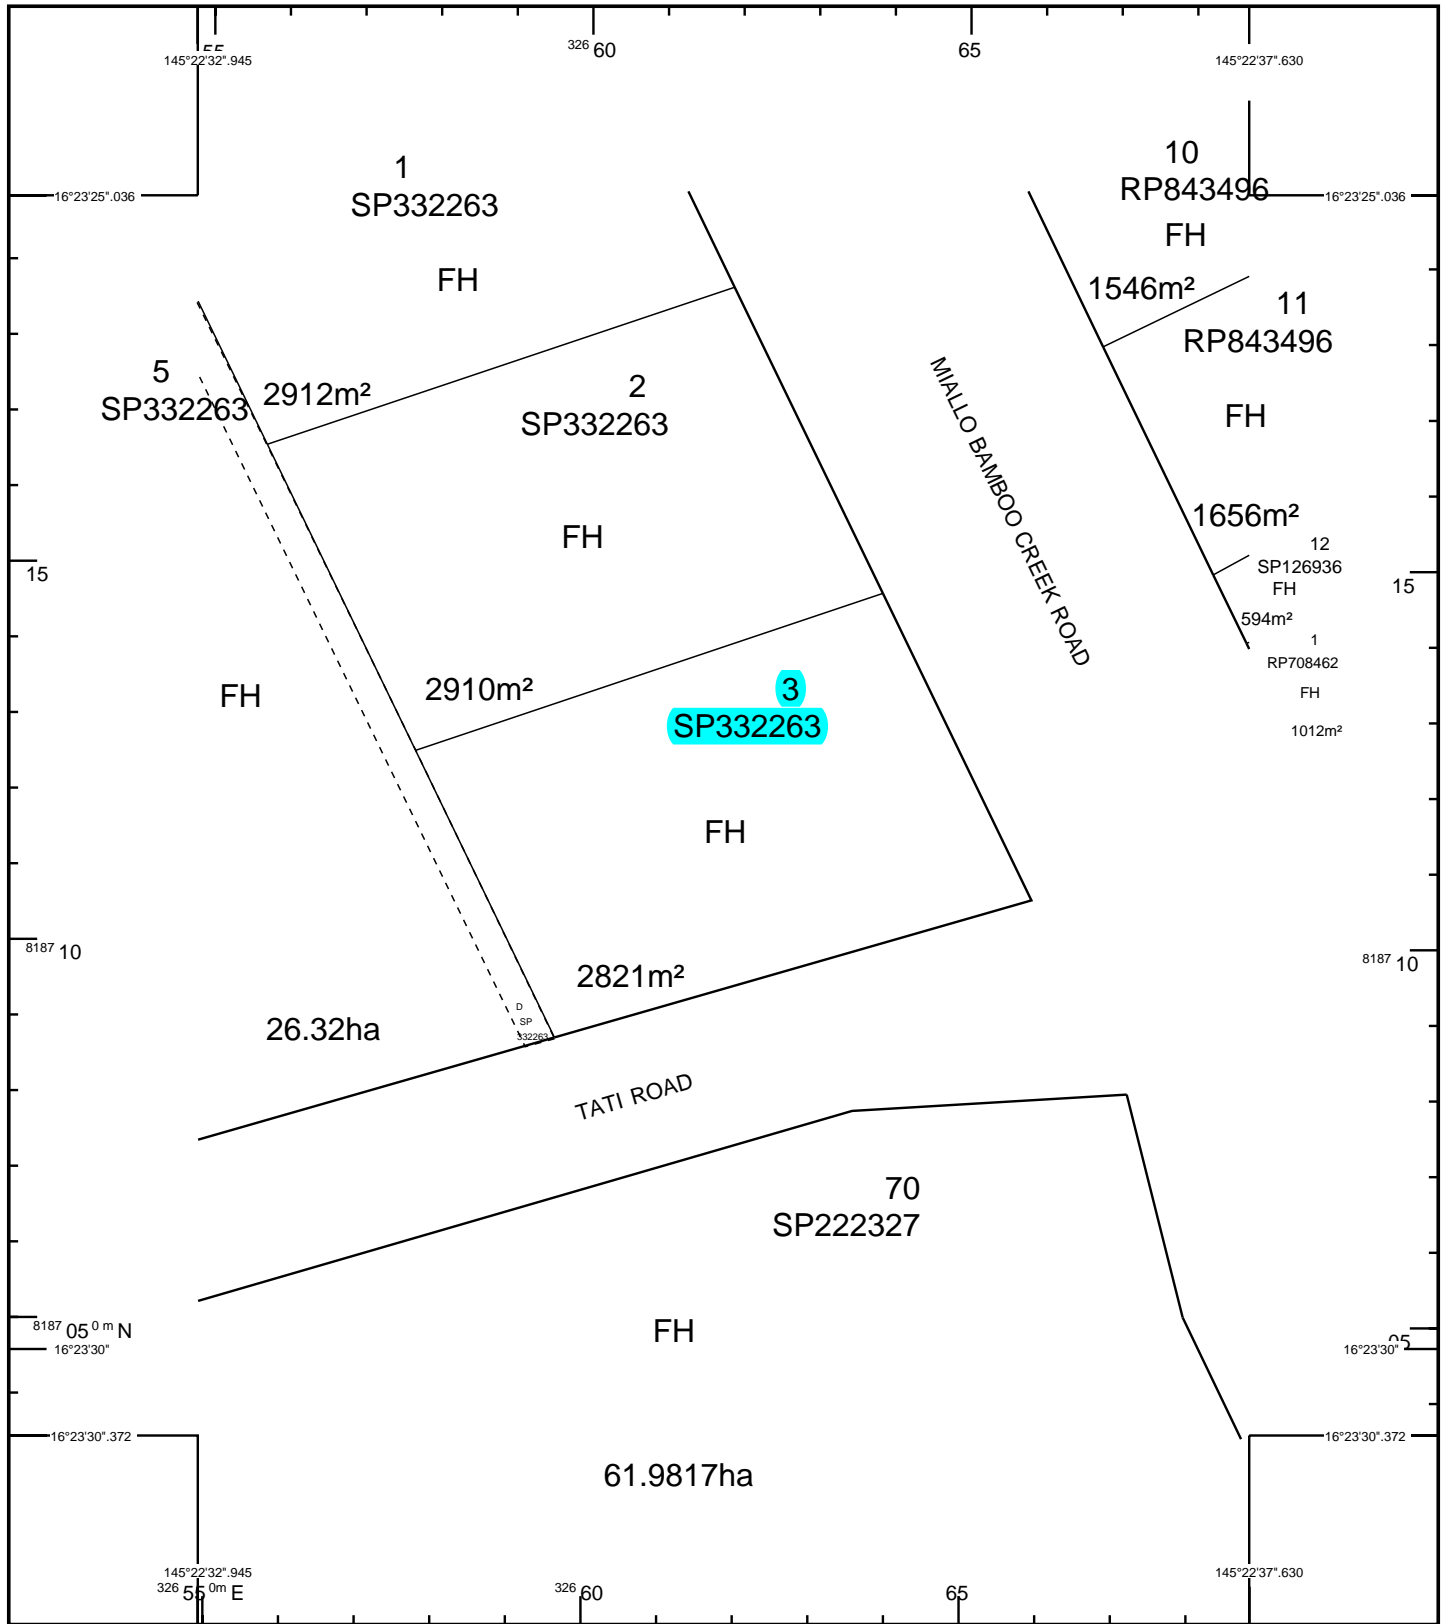 55
326 60
65
145°22'32".945
145°22'37".630
1
SP332263
FH
10
RP843496
FH
16°23'25".036
16°23'25".036
1546m²
11
RP843496
FH
5
SP332263
2912m²
2
SP332263
FH
MIALLO BAMBOO CREEK ROAD
1656m²
12
SP126936
FH
594m²
15
15
1
RP708462
FH
1012m²
FH
2910m²
3
SP332263
FH
8187 10
8187 10
2821m²
D
SP
332263
26.32ha
TATI ROAD
70
SP222327
FH
8187 05 0 m N
05
16°23'30"
16°23'30"
16°23'30".372
16°23'30".372
61.9817ha
145°22'32".945
145°22'37".630
326 55 0m E
326 60
65